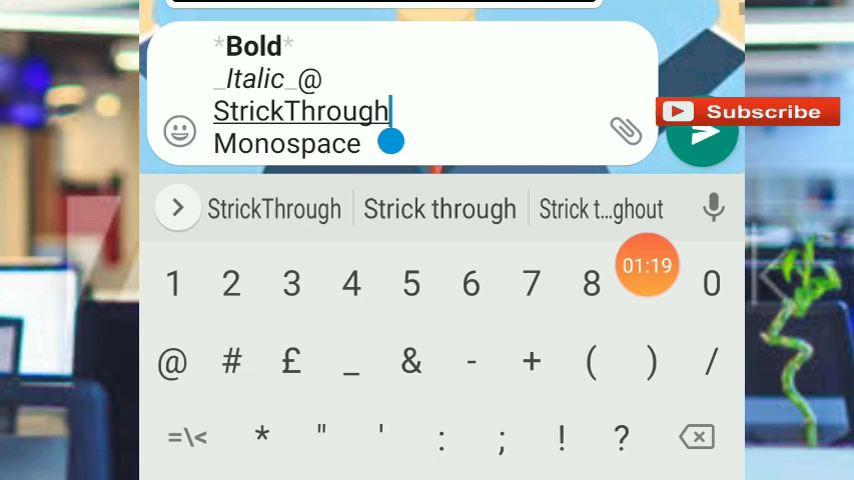 *Bold*
_Italic_@
StrickThrough
Monospace
Subscribe
StrickThrough Strick through Strick t...ghout
1 2 3 4 5 6 7 8 0
01:19
@ # £ _ & - + ( ) /
=\< * " ' : ; ! ?